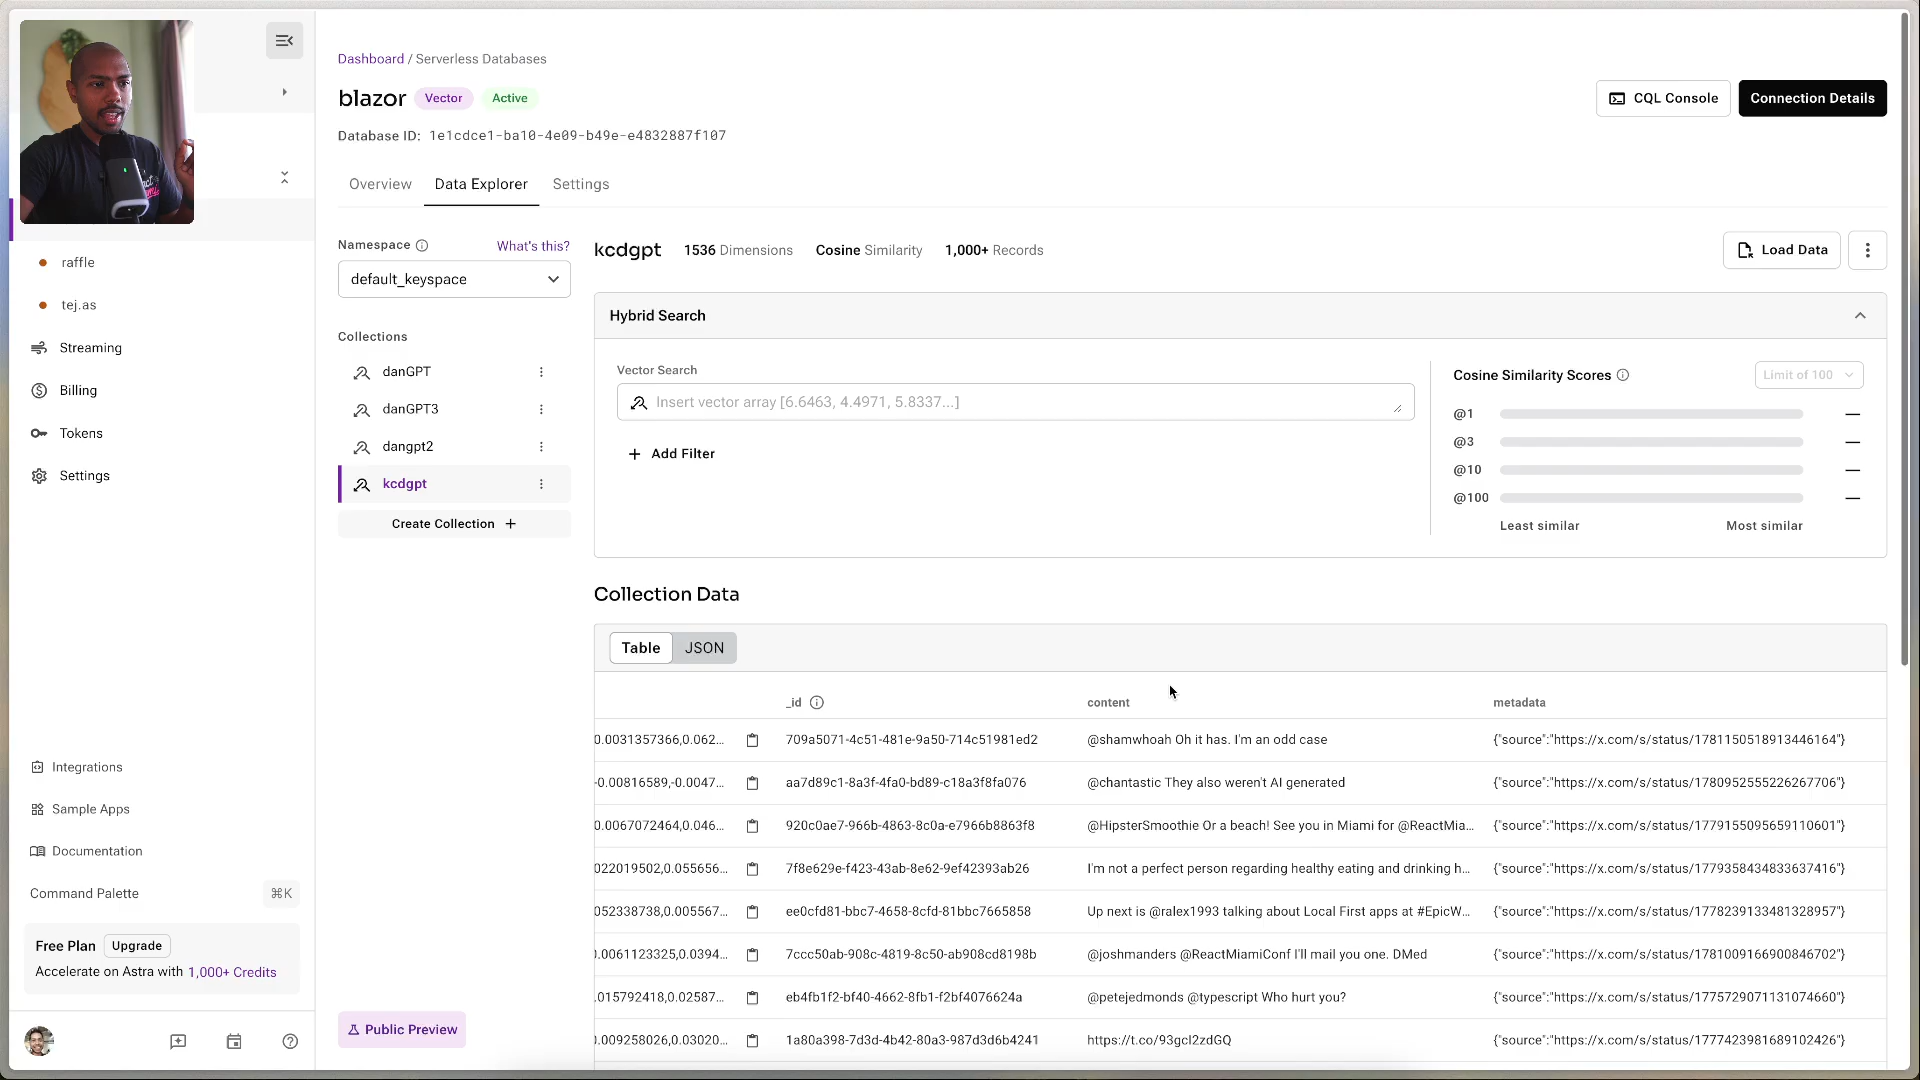 Dashboard / Serverless Databases
blazor Vector Active
CQL Console
Connection Details
Database ID: 1e1cdce1-ba10-4e09-b49e-e4832887f107
Overview Data Explorer Settings
raffle
tej.as
Streaming
Billing
Tokens
Settings
Integrations
Sample Apps
Documentation
Command Palette ⌘K
Free Plan Upgrade
Accelerate on Astra with 1,000+ Credits
Namespace What's this?
default_keyspace
Collections
danGPT
danGPT3
dangpt2
kcdgpt
Create Collection +
Public Preview
kcdgpt 1536 Dimensions Cosine Similarity 1,000+ Records
Load Data
Hybrid Search
Vector Search
Insert vector array [6.6463, 4.4971, 5.8337...]
+ Add Filter
Cosine Similarity Scores Limit of 100
@1 —
@3 —
@10 —
@100 —
Least similar Most similar
Collection Data
Table JSON
_id content metadata
0.0031357366,0.062... 709a5071-4c51-481e-9a50-714c51981ed2 @shamwhoah Oh it has. I'm an odd case {"source":"https://x.com/s/status/1781150518913446164"}
-0.00816589,-0.0047... aa7d89c1-8a3f-4fa0-bd89-c18a3f8fa076 @chantastic They also weren't AI generated {"source":"https://x.com/s/status/1780952555226267706"}
0.0067072464,0.046... 920c0ae7-966b-4863-8c0a-e7966b8863f8 @HipsterSmoothie Or a beach! See you in Miami for @ReactMia... {"source":"https://x.com/s/status/1779155095659110601"}
022019502,0.055656... 7f8e629e-f423-43ab-8e62-9ef42393ab26 I'm not a perfect person regarding healthy eating and drinking h... {"source":"https://x.com/s/status/1779358434833637416"}
052338738,0.005567... ee0cfd81-bbc7-4658-8cfd-81bbc7665858 Up next is @ralex1993 talking about Local First apps at #EpicW... {"source":"https://x.com/s/status/1778239133481328957"}
.0061123325,0.0394... 7ccc50ab-908c-4819-8c50-ab908cd8198b @joshmanders @ReactMiamiConf I'll mail you one. DMed {"source":"https://x.com/s/status/1781009166900846702"}
.015792418,0.02587... eb4fb1f2-bf40-4662-8fb1-f2bf4076624a @petejedmonds @typescript Who hurt you? {"source":"https://x.com/s/status/1775729071131074660"}
.009258026,0.03020... 1a80a398-7d3d-4b42-80a3-987d3d6b4241 https://t.co/93gcI2zdGQ {"source":"https://x.com/s/status/1777423981689102426"}